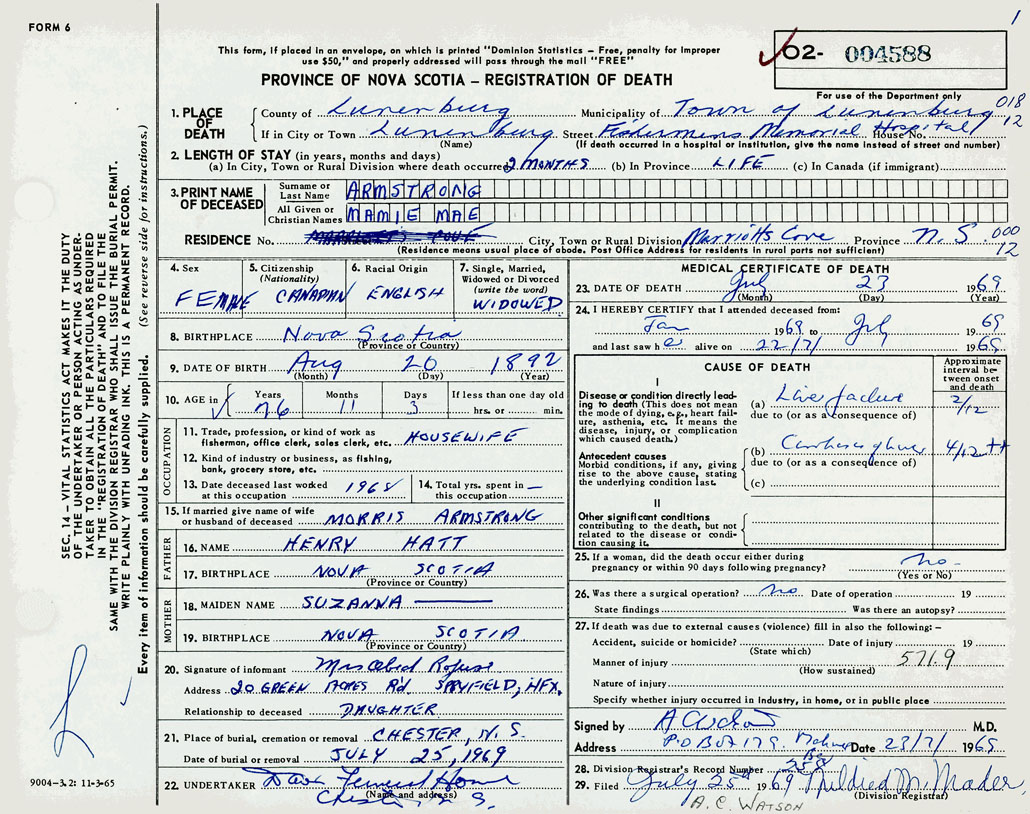 1
FORM 6
This form, if placed in an envelope, on which is printed "Dominion Statistics – Free, penalty for improper
use $50," and properly addressed will pass through the mail "FREE"
PROVINCE OF NOVA SCOTIA – REGISTRATION OF DEATH
O2- 004588
For use of the Department only
018
12
1. PLACE OF DEATH County of Lunenburg Municipality of Town of Lunenburg
If in City or Town Lunenburg Street Fishermens Memorial Hospital House No.
(Name) (If death occurred in a hospital or institution, give the name instead of street and number)
2. LENGTH OF STAY (in years, months and days)
(a) In City, Town or Rural Division where death occurred 2 MONTHS (b) In Province LIFE (c) In Canada (if immigrant)
3. PRINT NAME OF DECEASED
Surname or Last Name ARMSTRONG
All Given or Christian Names MAMIE MAE
RESIDENCE No. City, Town or Rural Division Marriotts Cove Province N.S. 000
12
(Residence means usual place of abode. Post Office Address for residents in rural parts not sufficient)
4. Sex FEMALE
5. Citizenship (Nationality) CANADIAN
6. Racial Origin ENGLISH
7. Single, Married, Widowed or Divorced (write the word) WIDOWED
8. BIRTHPLACE Nova Scotia
(Province or Country)
9. DATE OF BIRTH Aug 20 1892
(Month) (Day) (Year)
10. AGE in Years 76 Months 11 Days 3 If less than one day old hrs. or min.
OCCUPATION
11. Trade, profession, or kind of work as
fisherman, office clerk, sales clerk, etc. HOUSEWIFE
12. Kind of industry or business, as fishing,
bank, grocery store, etc.
13. Date deceased last worked
at this occupation 1968
14. Total yrs. spent in
this occupation –
15. If married give name of wife
or husband of deceased MORRIS ARMSTRONG
FATHER
16. NAME HENRY HATT
17. BIRTHPLACE NOVA SCOTIA
(Province or Country)
MOTHER
18. MAIDEN NAME SUZANNA
19. BIRTHPLACE NOVA SCOTIA
(Province or Country)
20. Signature of informant Mrs
Address 20 GREEN ACRES Rd. SPRYFIELD, HFX.
Relationship to deceased DAUGHTER
21. Place of burial, cremation or removal CHESTER, N.S.
Date of burial or removal JULY 25, 1969
22. UNDERTAKER Funeral Home
(Name and address)
Chester N.S.
MEDICAL CERTIFICATE OF DEATH
23. DATE OF DEATH July 23 1969
(Month) (Day) (Year)
24. I HEREBY CERTIFY that I attended deceased from:
Jan 1969 to July 1969
and last saw her alive on 22/7/ 1969
CAUSE OF DEATH
Approximate interval between onset and death
I
Disease or condition directly leading to death (This does not mean
the mode of dying, e.g., heart failure, asthenia, etc. It means the
disease, injury, or complication
which caused death.)
(a) Liver failure 2/12
due to (or as a consequence of)
Antecedent causes
Morbid conditions, if any, giving
rise to the above cause, stating
the underlying condition last.
(b) Cirrhosis of liver 4/12 ++
due to (or as a consequence of)
(c)
II
Other significant conditions
contributing to the death, but not
related to the disease or condition causing it.
25. If a woman, did the death occur either during
pregnancy or within 90 days following pregnancy? no
(Yes or No)
26. Was there a surgical operation? no Date of operation 19
State findings Was there an autopsy?
27. If death was due to external causes (violence) fill in also the following: –
Accident, suicide or homicide? Date of injury 19
(State which)
Manner of injury 571.9
(How sustained)
Nature of injury
Specify whether injury occurred in Industry, in home, or in public place
Signed by M.D.
Address P.O Box 179. Date 23/7/ 1969
28. Division Registrar's Record Number
29. Filed July 25th 1969 Mildred M. Mader
(Division Registrar)
A. C. WATSON
SEC. 14 – VITAL STATISTICS ACT MAKES IT THE DUTY
OF THE UNDERTAKER OR PERSON ACTING AS UNDERTAKER TO OBTAIN ALL THE PARTICULARS REQUIRED
IN THE "REGISTRATION OF DEATH" AND TO FILE THE
SAME WITH THE DIVISION REGISTRAR WHO SHALL ISSUE THE BURIAL PERMIT.
WRITE PLAINLY WITH UNFADING INK. THIS IS A PERMANENT RECORD.
Every item of information should be carefully supplied. (See reverse side for instructions.)
9004–3.2: 11-3-65